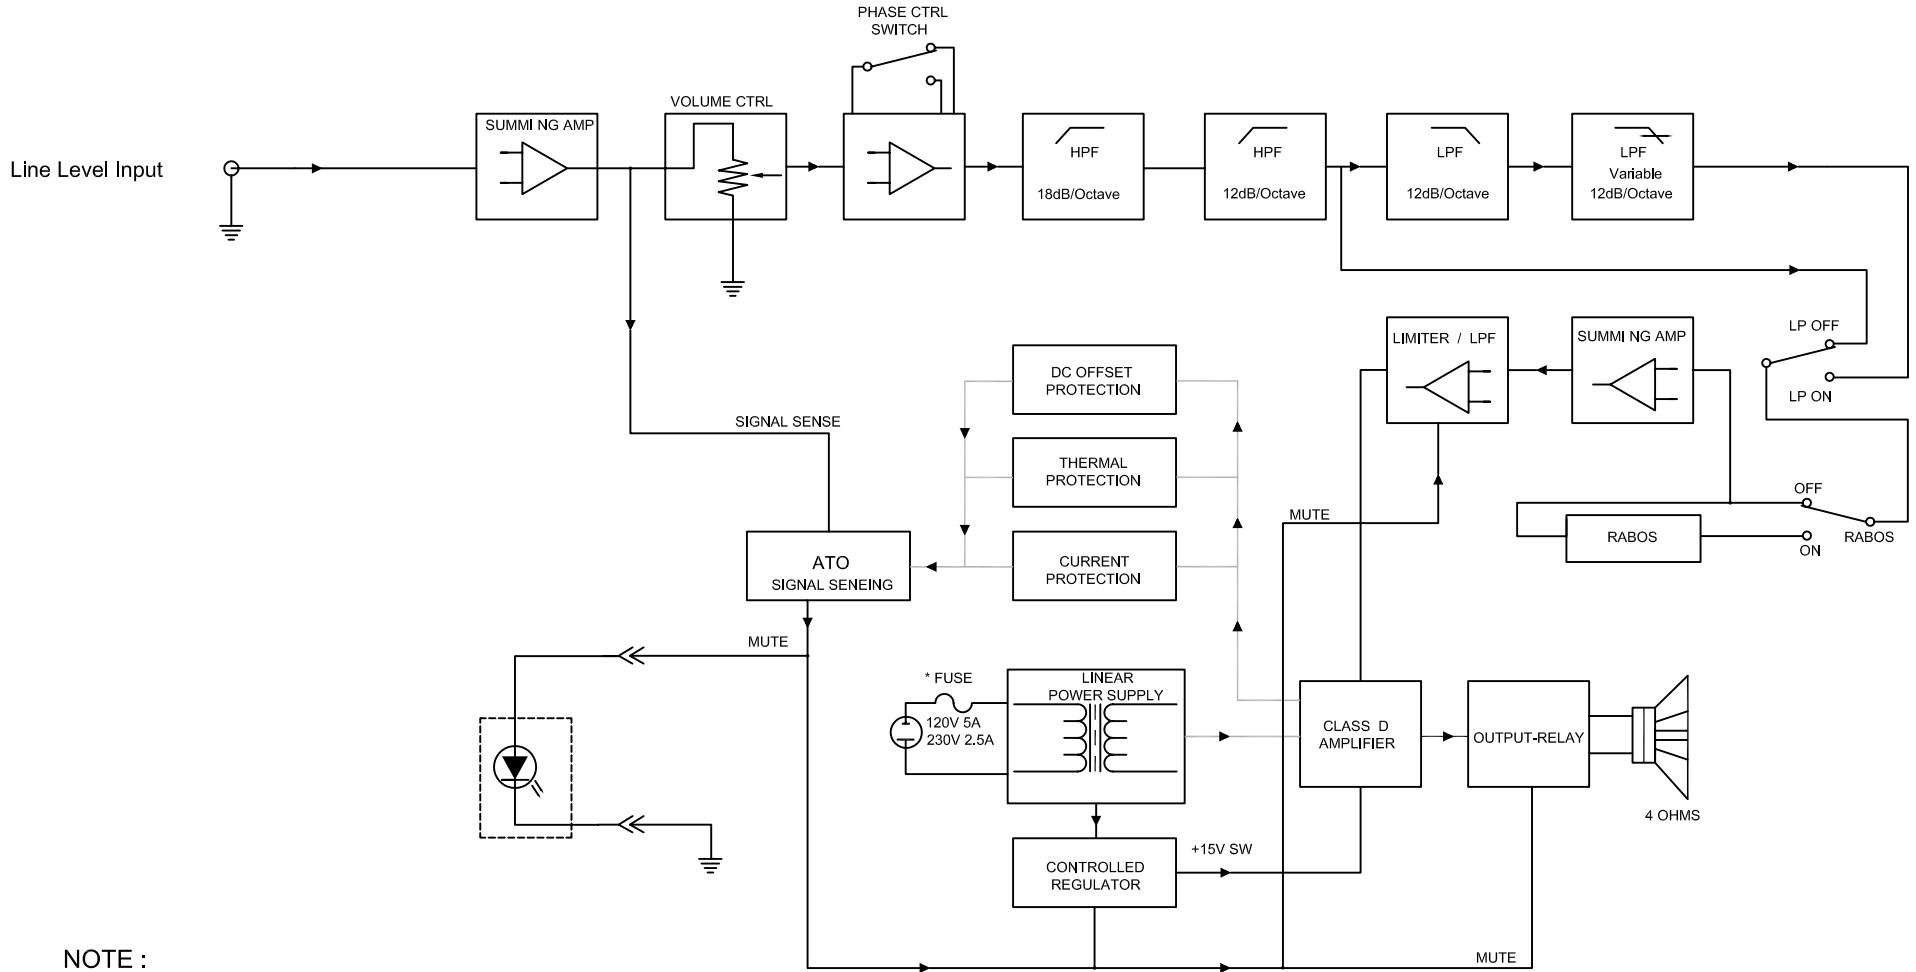 PHASE CTRL
SWITCH
VOLUME CTRL
SUMMI NG AMP
Line Level Input
HPF
18dB/Octave
HPF
12dB/Octave
LPF
12dB/Octave
LPF
Variable
12dB/Octave
LP OFF
LP ON
LIMITER / LPF
SUMMI NG AMP
DC OFFSET
PROTECTION
SIGNAL SENSE
THERMAL
PROTECTION
OFF
MUTE
RABOS
ON
RABOS
ATO
SIGNAL SENEING
CURRENT
PROTECTION
MUTE
* FUSE
120V 5A
230V 2.5A
LINEAR
POWER SUPPLY
CLASS D
AMPLIFIER
OUTPUT-RELAY
4 OHMS
+15V SW
CONTROLLED
REGULATOR
MUTE
NOTE :